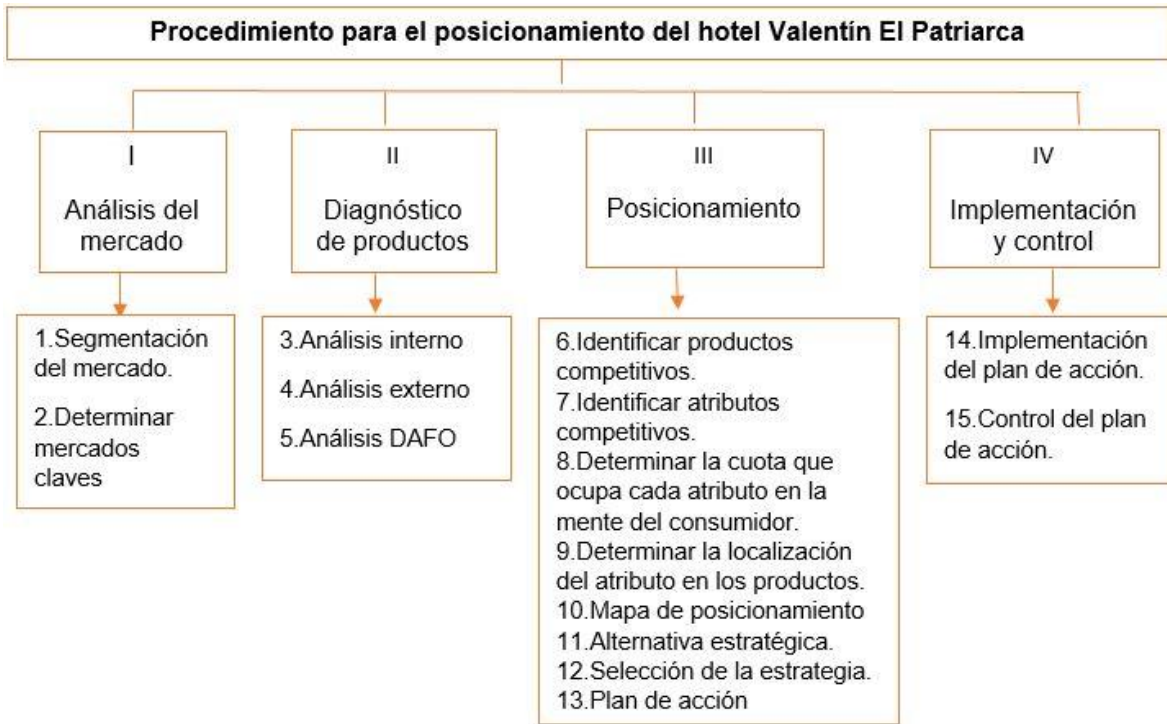 Procedimiento para el posicionamiento del hotel Valentín El Patriarca
I
Análisis del
mercado
II
Diagnóstico
de productos
III
Posicionamiento
IV
Implementación
y control
1.Segmentación
del mercado.
2.Determinar
mercados
claves
3.Análisis interno
4.Análisis externo
5.Análisis DAFO
6.Identificar productos
competitivos.
7.Identificar atributos
competitivos.
8.Determinar la cuota que
ocupa cada atributo en la
mente del consumidor.
9.Determinar la localización
del atributo en los productos.
10.Mapa de posicionamiento
11.Alternativa estratégica.
12.Selección de la estrategia.
13.Plan de acción
14.Implementación
del plan de acción.
15.Control del plan
de acción.